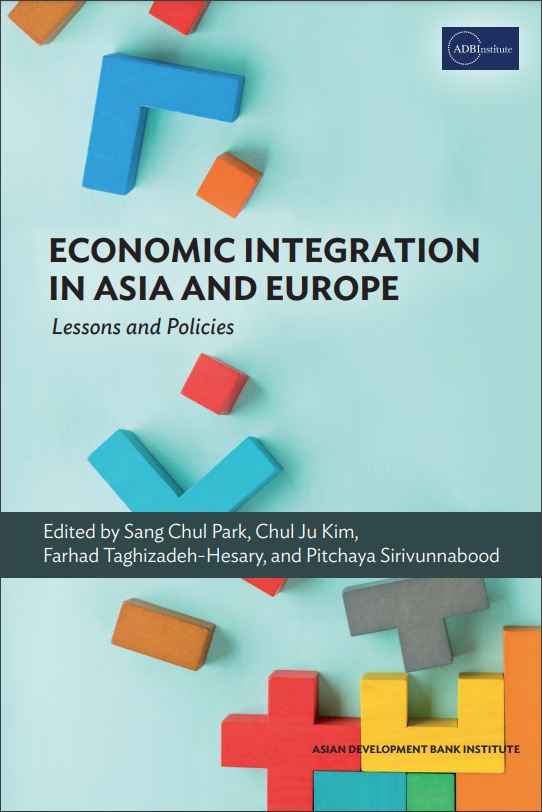 ADBInstitute
ECONOMIC INTEGRATION
IN ASIA AND EUROPE
Lessons and Policies
Edited by Sang Chul Park, Chul Ju Kim,
Farhad Taghizadeh-Hesary, and Pitchaya Sirivunnabood
ASIAN DEVELOPMENT BANK INSTITUTE